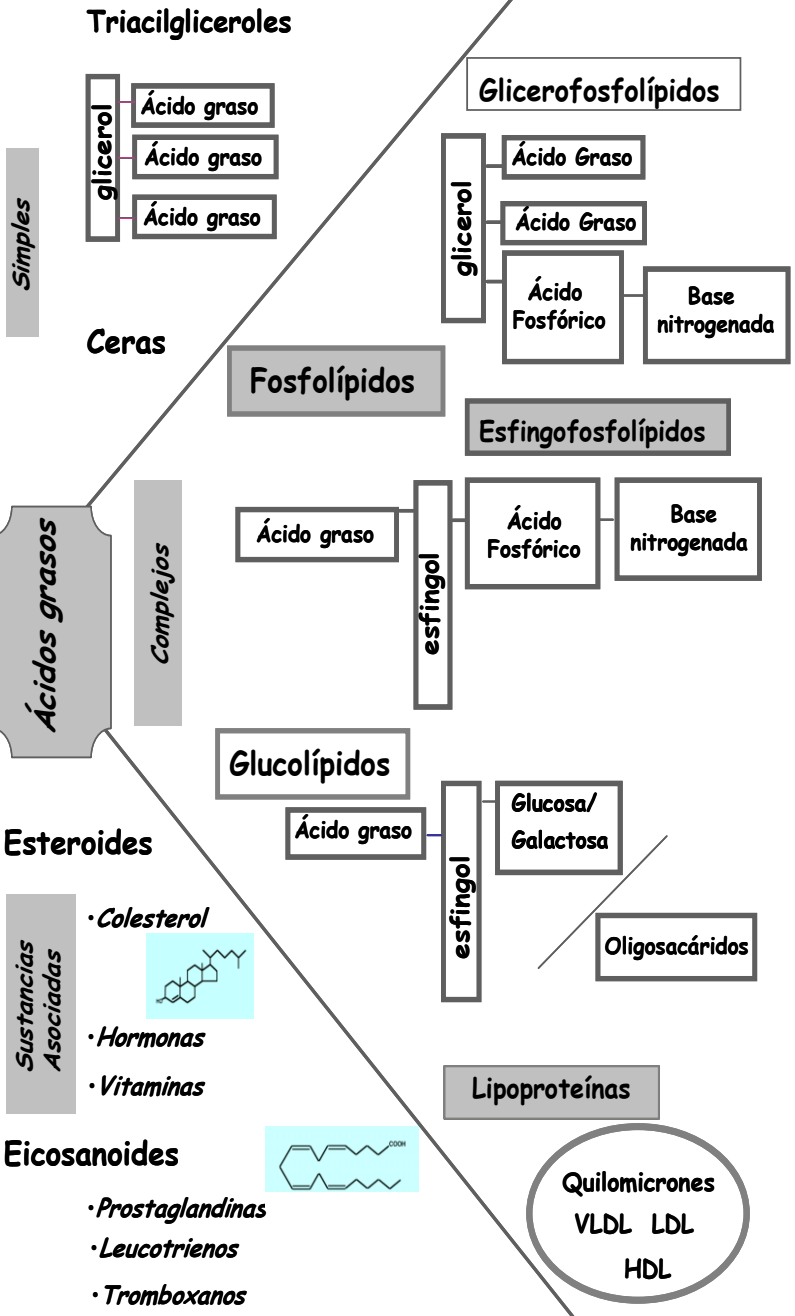 Triacilgliceroles
glicerol
Ácido graso
Ácido graso
Ácido graso
Simples
Ceras
Glicerofosfolípidos
glicerol
Ácido Graso
Ácido Graso
Ácido
Fosfórico
Base
nitrogenada
Fosfolípidos
Esfingofosfolípidos
Ácidos grasos
Complejos
Ácido graso
esfingol
Ácido
Fosfórico
Base
nitrogenada
Glucolípidos
Ácido graso
esfingol
Glucosa/
Galactosa
Oligosacáridos
Esteroides
Sustancias
Asociadas
•Colesterol
HO
•Hormonas
•Vitaminas
Lipoproteínas
Quilomicrones
VLDL LDL
HDL
Eicosanoides
COOH
•Prostaglandinas
•Leucotrienos
•Tromboxanos